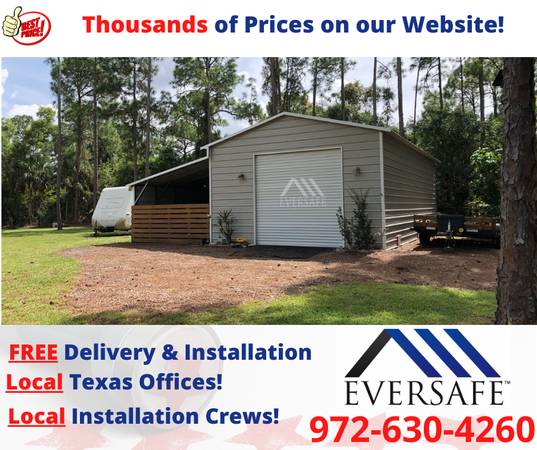 BEST PRICE!
Thousands of Prices on our Website!
EVERSAFE
FREE Delivery & Installation
Local Texas Offices!
Local Installation Crews!
EVERSAFE™
972-630-4260